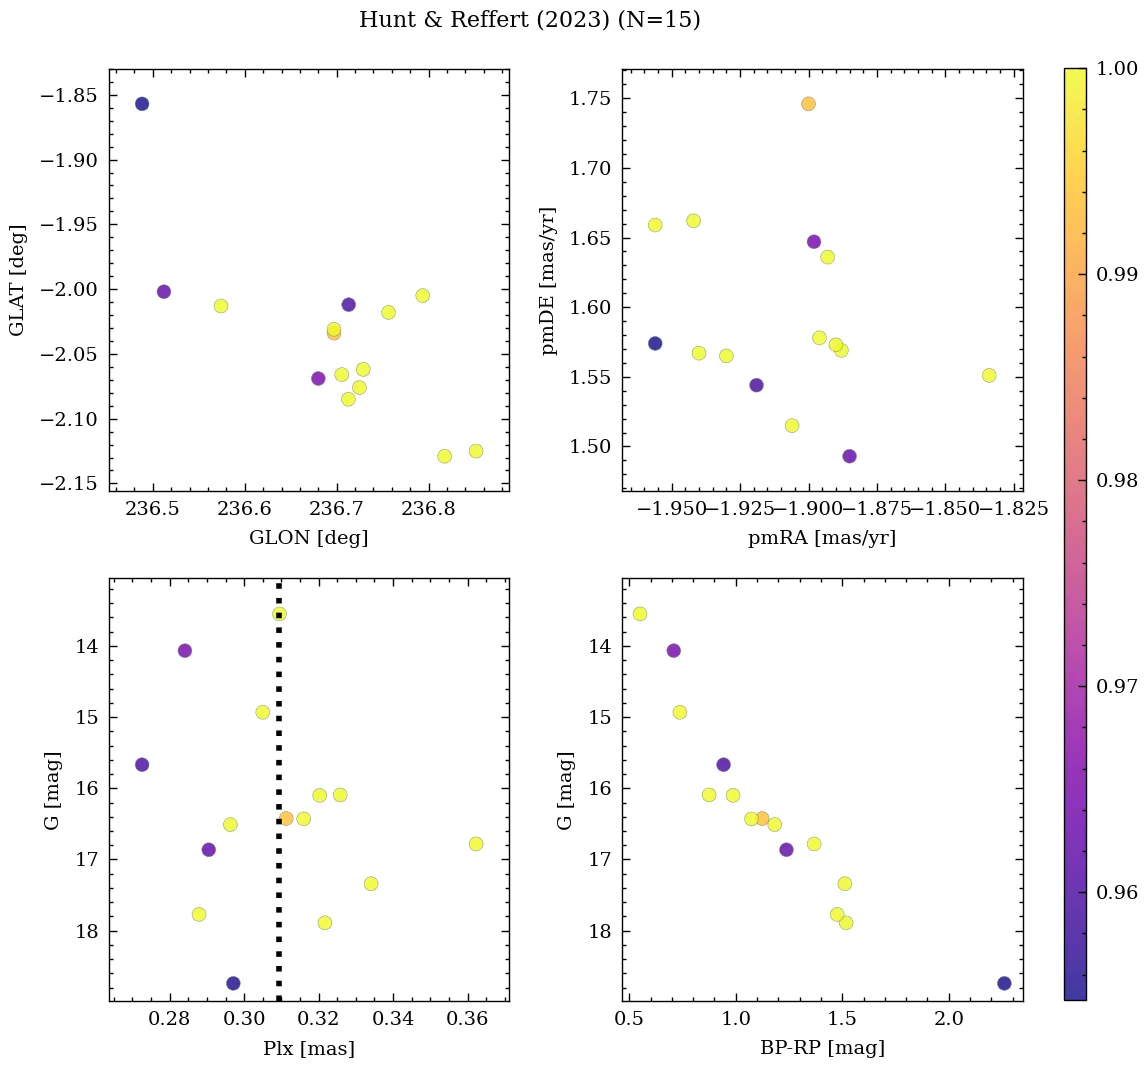 Hunt & Reffert (2023) (N=15)
GLAT [deg]
−1.85
−1.90
−1.95
−2.00
−2.05
−2.10
−2.15
236.5 236.6 236.7 236.8
GLON [deg]
pmDE [mas/yr]
1.75
1.70
1.65
1.60
1.55
1.50
−1.950 −1.925 −1.900 −1.875 −1.850 −1.825
pmRA [mas/yr]
G [mag]
14
15
16
17
18
0.28 0.30 0.32 0.34 0.36
Plx [mas]
G [mag]
14
15
16
17
18
0.5 1.0 1.5 2.0
BP-RP [mag]
1.00
0.99
0.98
0.97
0.96